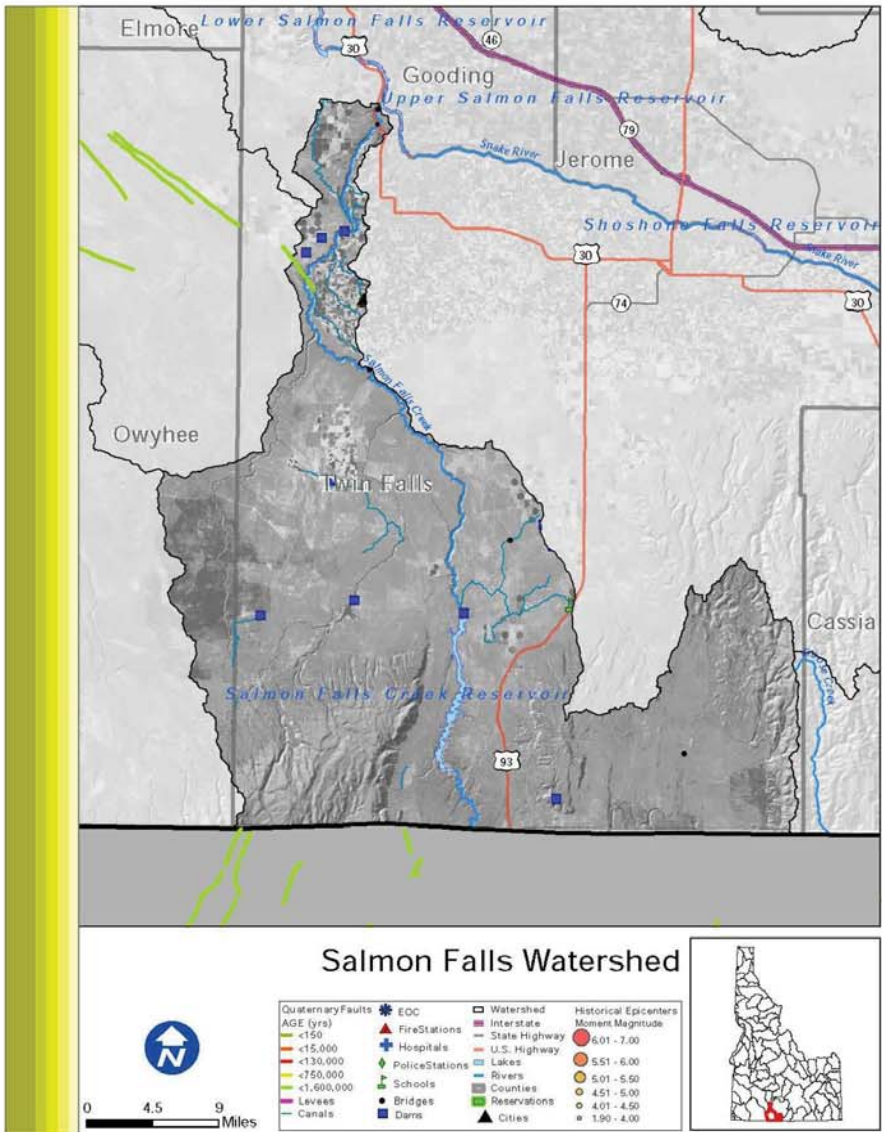 Lower Salmon Falls Reservoir
Elmore
30
46
Gooding
Upper Salmon Falls Reservoir
79
Snake River
Jerome
Shoshone Falls Reservoir
30
Snake River
74
30
Salmon Falls Creek
Owyhee
Twin Falls
Cassia
Goose Creek
Salmon Falls Creek Reservoir
93
Salmon Falls Watershed
N
0 4.5 9
Miles
Quaternary Faults
AGE (yrs)
<150
<15,000
<130,000
<750,000
<1,600,000
Levees
Canals
EOC
FireStations
Hospitals
PoliceStations
Schools
Bridges
Dams
Watershed
Interstate
State Highway
U.S. Highway
Lakes
Rivers
Counties
Reservations
Cities
Historical Epicenters
Moment Magnitude
6.01 - 7.00
5.51 - 6.00
5.01 - 5.50
4.51 - 5.00
4.01 - 4.50
1.90 - 4.00